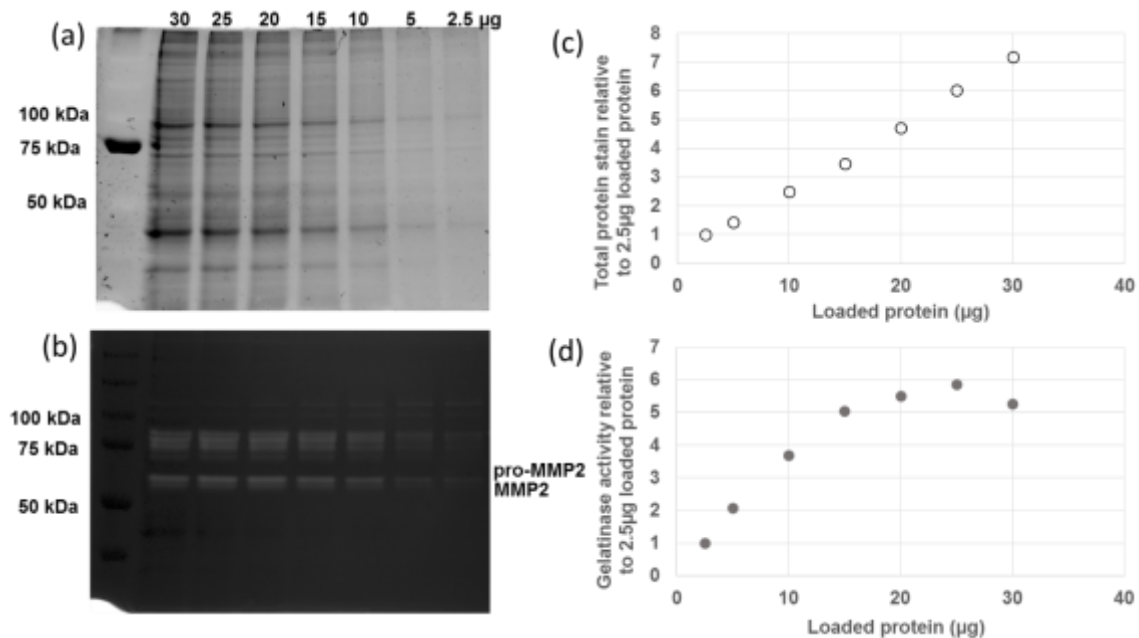 (a)
30 25 20 15 10 5 2.5 µg
100 kDa
75 kDa
50 kDa
(b)
100 kDa
75 kDa
50 kDa
pro-MMP2
MMP2
(c)
Total protein stain relative
to 2.5µg loaded protein
8
7
6
5
4
3
2
1
0
0 10 20 30 40
Loaded protein (µg)
(d)
Gelatinase activity relative
to 2.5µg loaded protein
7
6
5
4
3
2
1
0
0 10 20 30 40
Loaded protein (µg)